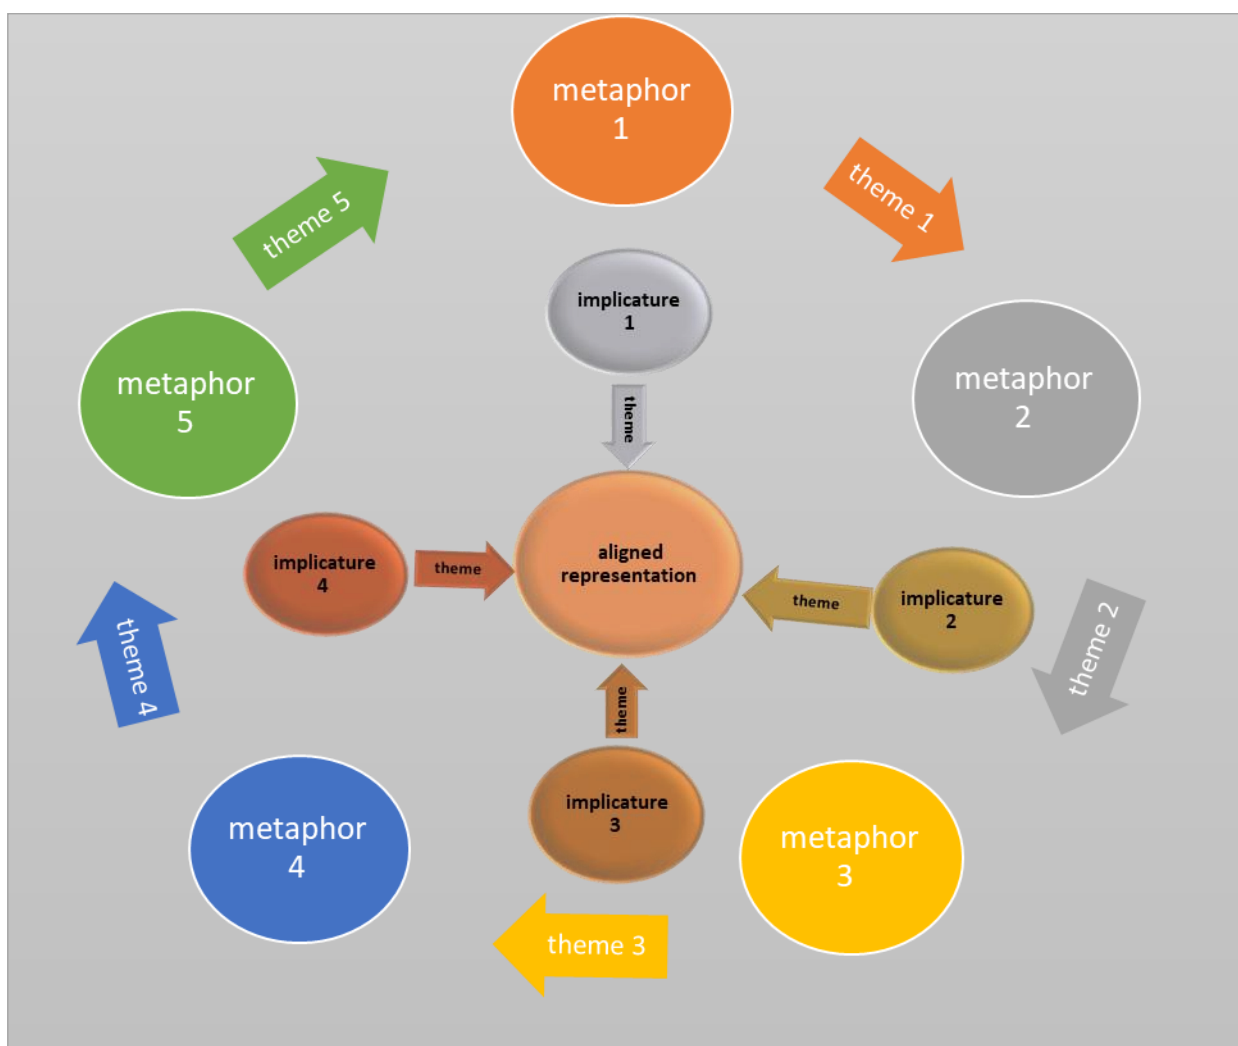 metaphor
1
theme 1
theme 5
implicature
1
metaphor
5
metaphor
2
theme
implicature
4
theme
aligned
representation
theme
implicature
2
theme 2
theme 4
theme
implicature
3
metaphor
4
metaphor
3
theme 3